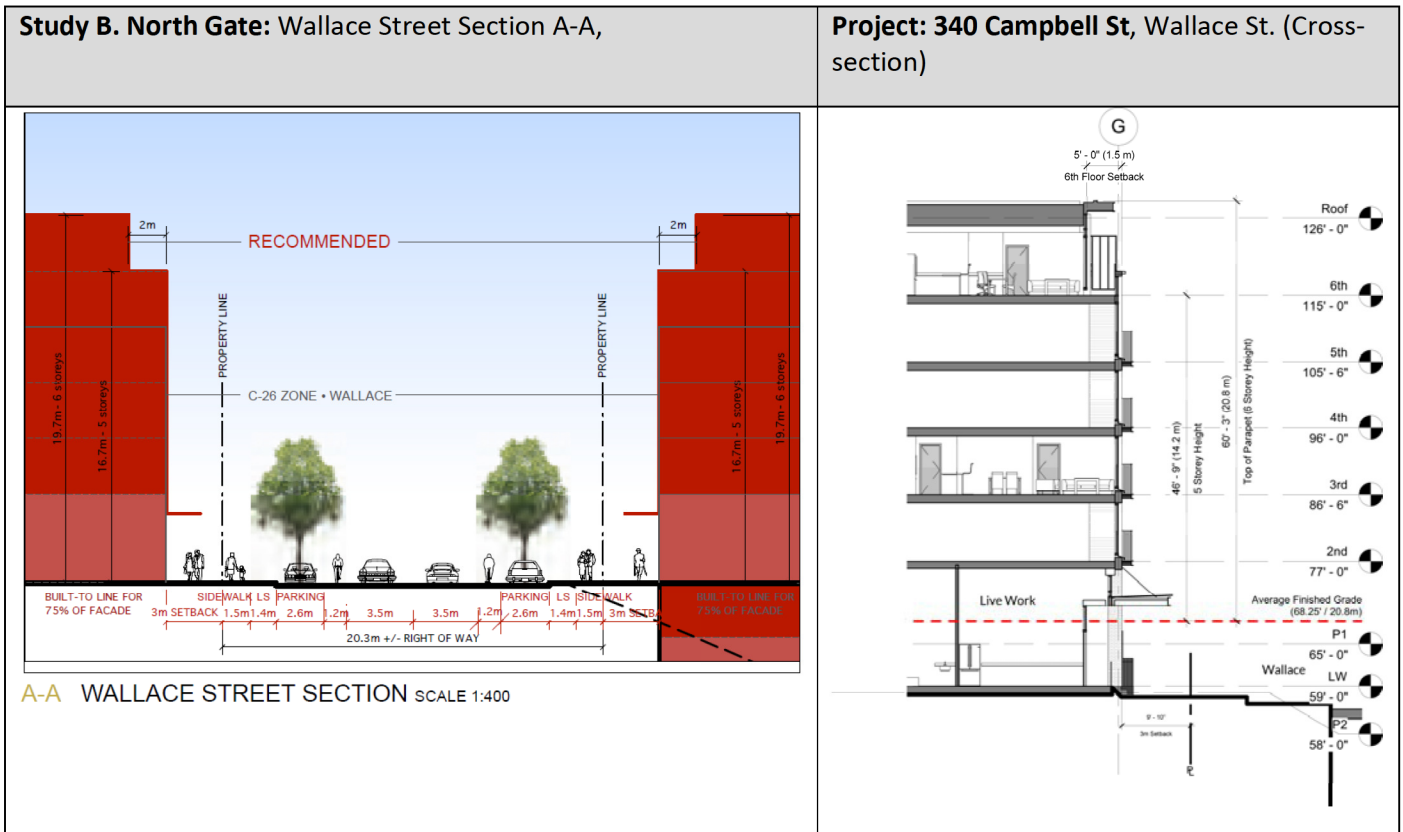 Study B. North Gate: Wallace Street Section A-A,
2m
2m
RECOMMENDED
PROPERTY LINE
PROPERTY LINE
C-26 ZONE • WALLACE
19.7m - 6 storeys
16.7m - 5 storeys
16.7m - 5 storeys
19.7m - 6 storeys
BUILT-TO LINE FOR
75% OF FACADE
SIDEWALK LS PARKING
PARKING LS SIDEWALK
BUILT-TO LINE FOR
75% OF FACADE
3m SETBACK 1.5m 1.4m 2.6m 1.2m 3.5m 3.5m 1.2m 2.6m 1.4m 1.5m 3m SETBA
20.3m +/- RIGHT OF WAY
A-A WALLACE STREET SECTION SCALE 1:400
Project: 340 Campbell St, Wallace St. (Cross-
section)
G
5' - 0" (1.5 m)
6th Floor Setback
Roof
126' - 0"
6th
115' - 0"
5th
105' - 6"
4th
96' - 0"
3rd
86' - 6"
2nd
77' - 0"
46' - 9" (14.2 m)
5 Storey Height
60' - 3" (20.8 m)
Top of Parapet (6 Storey Height)
Live Work
Average Finished Grade
(68.25' / 20.8m)
P1
65' - 0"
Wallace
LW
59' - 0"
P2
58' - 0"
9' - 10"
3m Setback